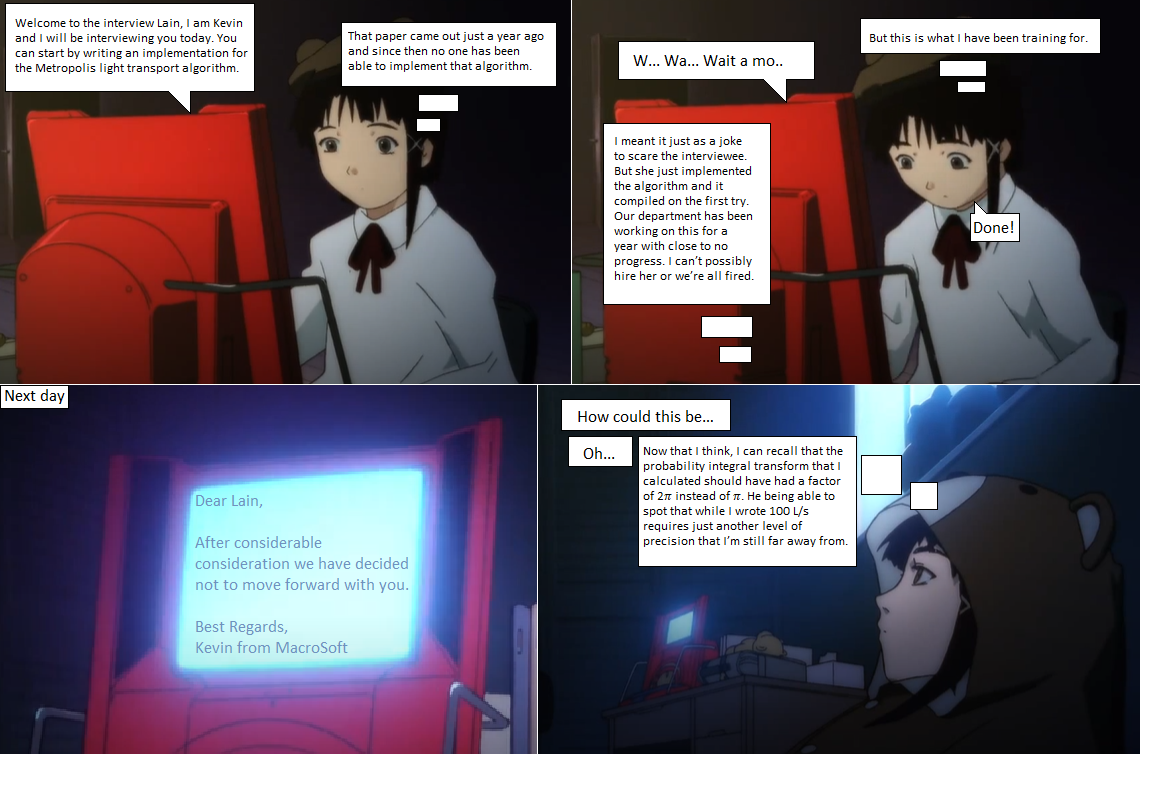 Welcome to the interview Lain, I am Kevin
and I will be interviewing you today. You
can start by writing an implementation for
the Metropolis light transport algorithm.
That paper came out just a year ago
and since then no one has been
able to implement that algorithm.
But this is what I have been training for.
Done!
W... Wa... Wait a mo..
I meant it just as a joke
to scare the interviewee.
But she just implemented
the algorithm and it
compiled on the first try.
Our department has been
working on this for a
year with close to no
progress. I can't possibly
hire her or we're all fired.
Next day
Dear Lain,
After considerable
consideration we have decided
not to move forward with you.
Best Regards,
Kevin from MacroSoft
How could this be...
Oh...
Now that I think, I can recall that the
probability integral transform that I
calculated should have had a factor
of 2π instead of π. He being able to
spot that while I wrote 100 L/s
requires just another level of
precision that I'm still far away from.